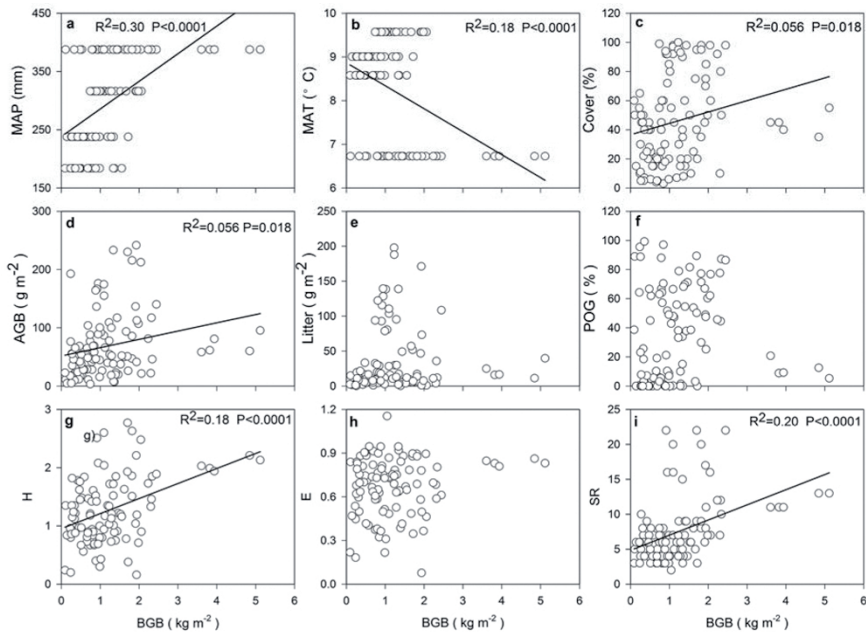 a
R²=0.30 P<0.0001
MAP (mm)
450
350
250
150
b
R²=0.18 P<0.0001
MAT (° C)
10
9
8
7
6
c
R²=0.056 P=0.018
Cover (%)
120
100
80
60
40
20
0
d
R²=0.056 P=0.018
AGB ( g m⁻²)
300
200
100
0
e
Litter ( g m⁻²)
250
200
150
100
50
0
f
POG ( % )
120
100
80
60
40
20
0
g
R²=0.18 P<0.0001
g)
H
3
2
1
0
0 1 2 3 4 5 6
BGB ( kg m⁻²)
h
E
1.2
0.9
0.6
0.3
0.0
0 1 2 3 4 5 6
BGB ( kg m⁻²)
i
R²=0.20 P<0.0001
SR
25
20
15
10
5
0
0 1 2 3 4 5 6
BGB ( kg m⁻²)